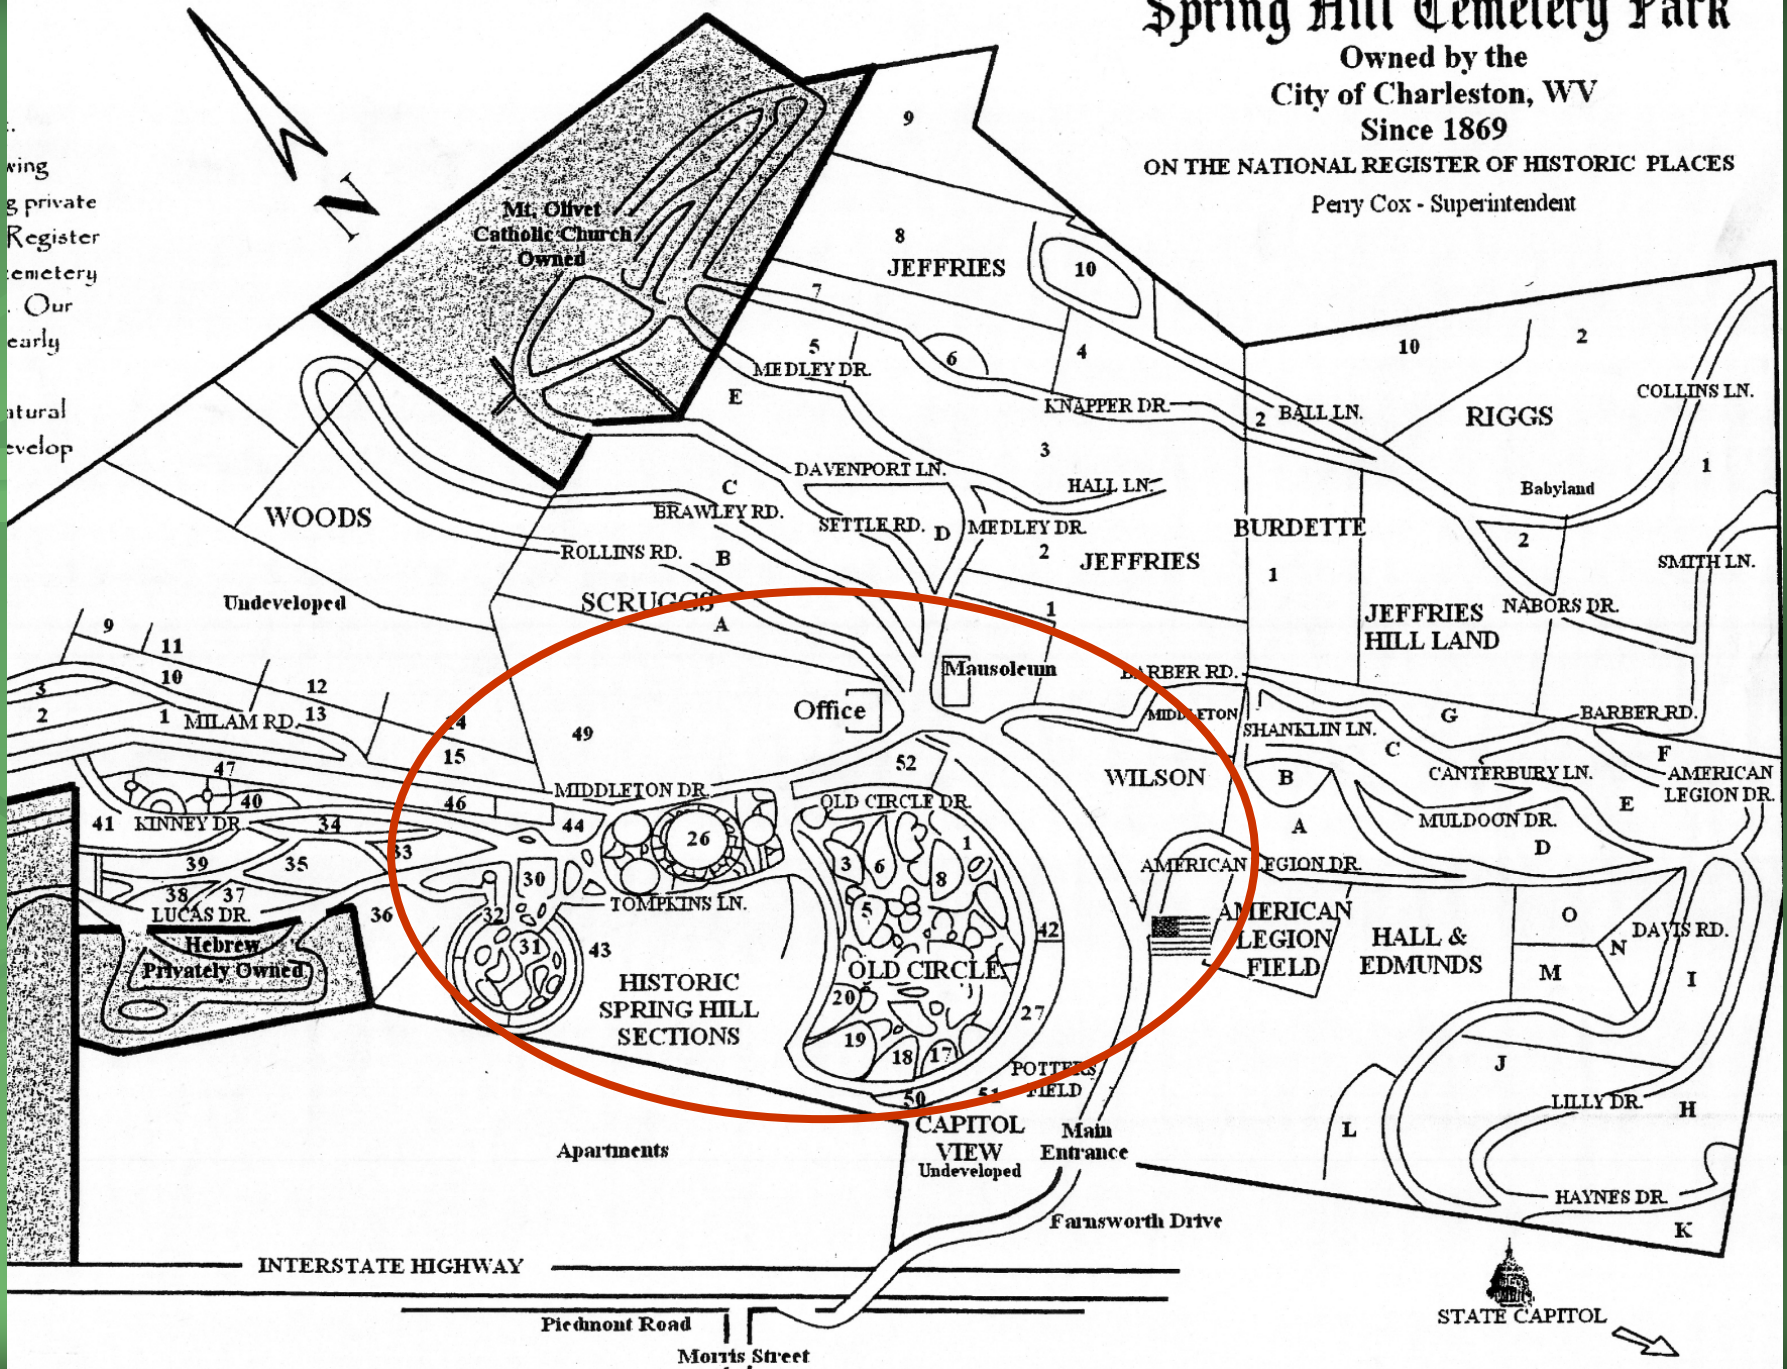 Spring Hill Cemetery Park
Owned by the
City of Charleston, WV
Since 1869
ON THE NATIONAL REGISTER OF HISTORIC PLACES
Perry Cox - Superintendent
wing
g private
Register
cemetery
. Our
early
atural
evelop
N
Mt. Olivet
Catholic Church
Owned
9
8
JEFFRIES
10
7
5
6
4
MEDLEY DR.
E
KNAPPER DR.
2
BALL LN.
10
2
RIGGS
COLLINS LN.
1
3
DAVENPORT LN.
HALL LN.
Babyland
C
BRAWLEY RD.
SETTLE RD.
D
MEDLEY DR.
2
JEFFRIES
BURDETTE
1
2
SMITH LN.
WOODS
ROLLINS RD.
B
SCRUGGS
A
Undeveloped
1
JEFFRIES
HILL LAND
NABORS DR.
9
11
10
12
13
14
15
3
2
1
MILAM RD.
49
Office
Mausoleum
BARBER RD.
MIDDLETON
SHANKLIN LN.
G
BARBER RD.
C
F
CANTERBURY LN.
AMERICAN
LEGION DR.
E
WILSON
B
A
MULDOON DR.
D
52
MIDDLETON DR.
OLD CIRCLE DR.
47
40
46
41
KINNEY DR.
34
44
26
33
39
35
38
37
LUCAS DR.
36
30
32
31
43
TOMPKINS LN.
1
3
6
8
5
42
AMERICAN LEGION DR.
AMERICAN
LEGION
FIELD
HALL &
EDMUNDS
O
N
M
DAVIS RD.
I
Hebrew
Privately Owned
HISTORIC
SPRING HILL
SECTIONS
OLD CIRCLE
20
27
19
18
17
POTTERS
FIELD
50
51
CAPITOL
VIEW
Undeveloped
Main
Entrance
J
LILLY DR.
H
L
HAYNES DR.
K
Apartments
Farnsworth Drive
INTERSTATE HIGHWAY
Piedmont Road
Morris Street
STATE CAPITOL